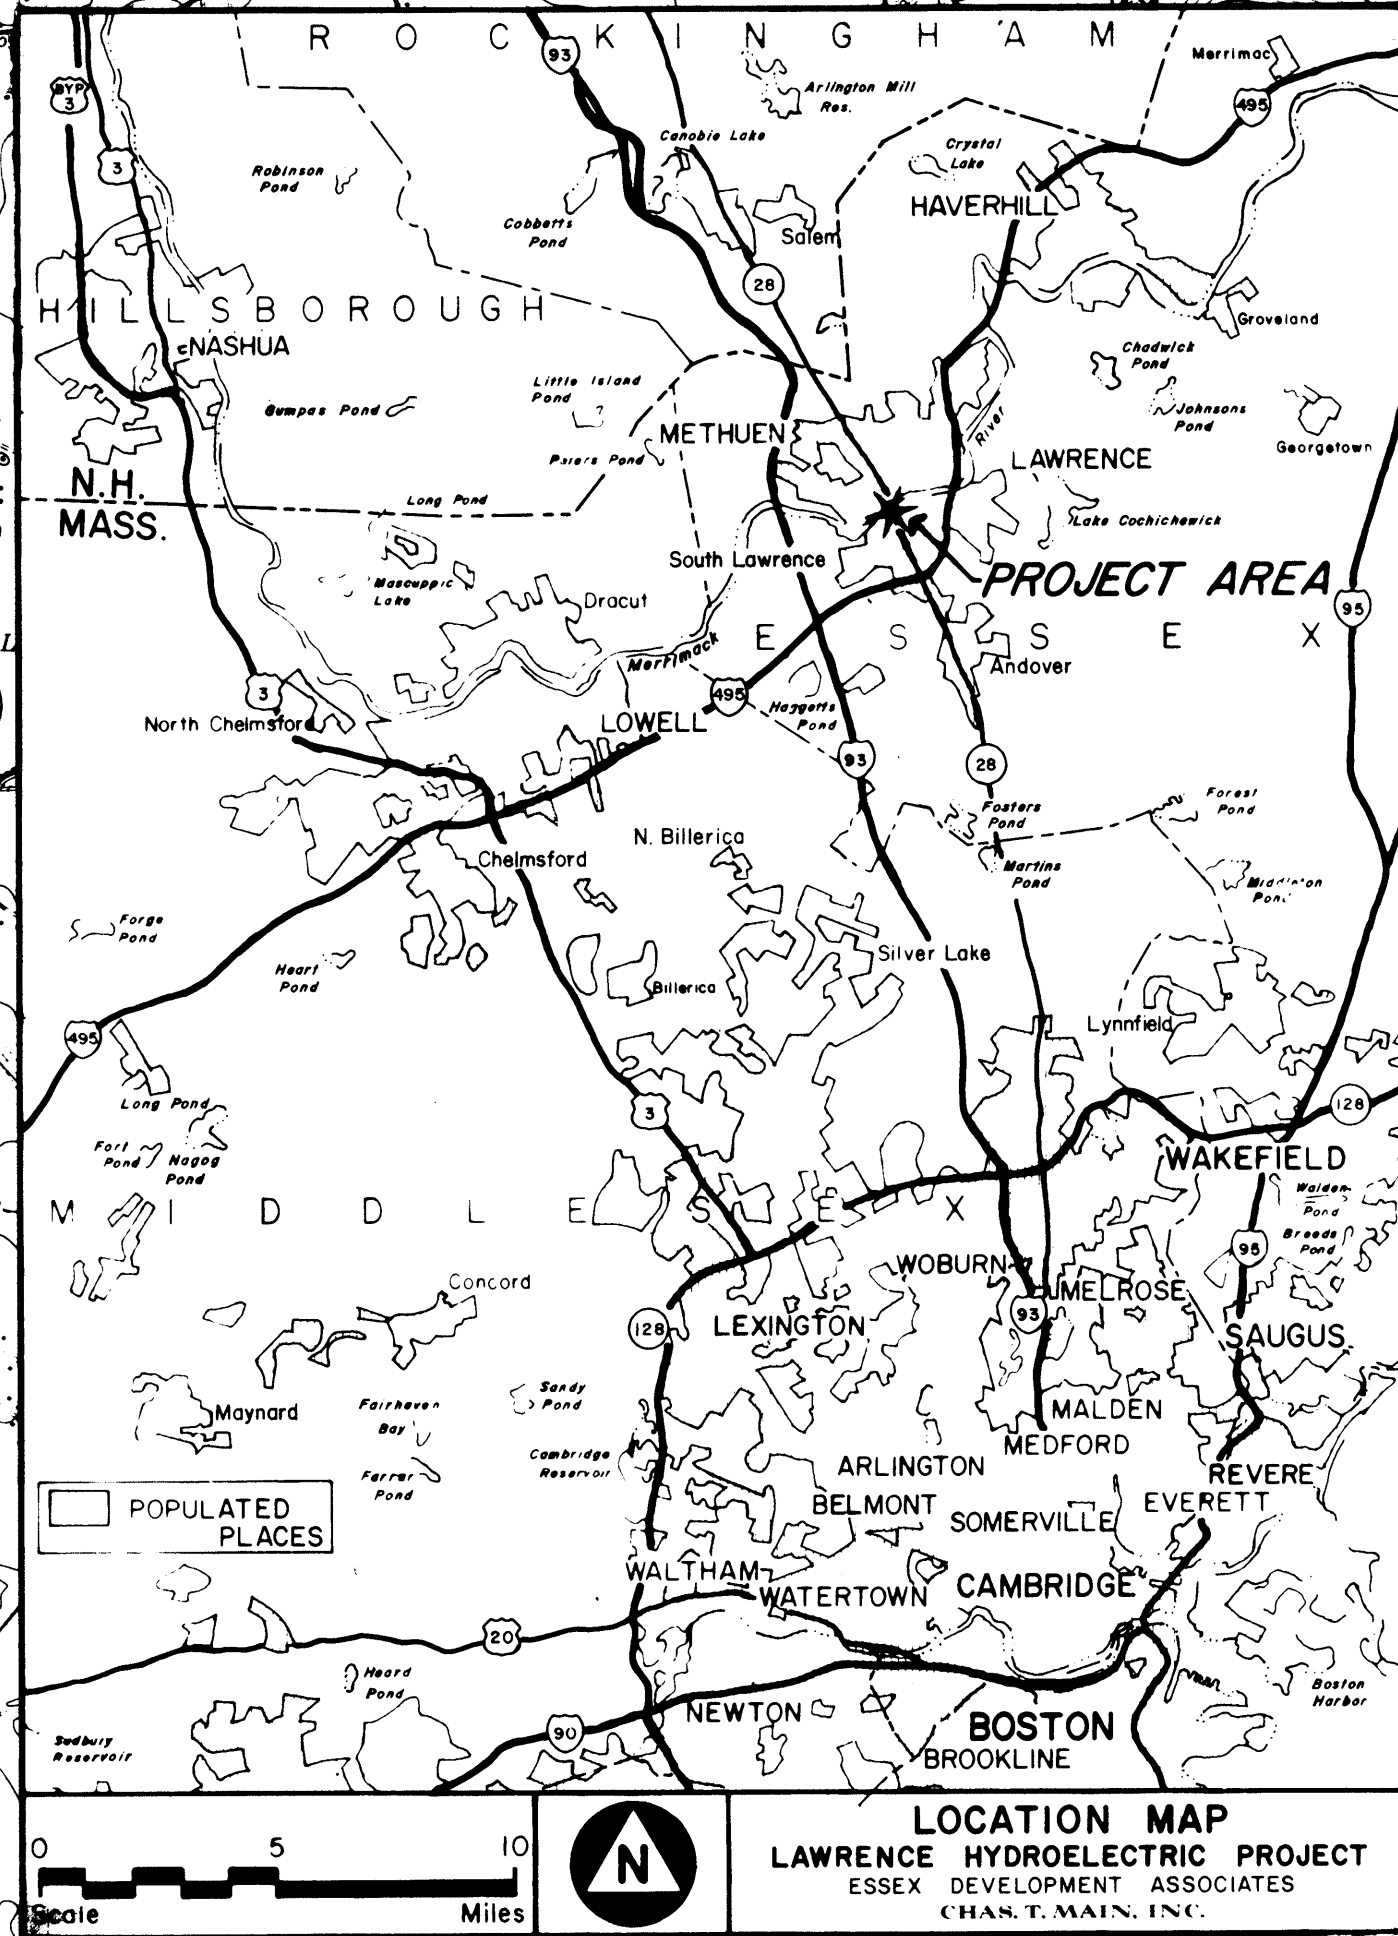 ROCKINGHAM
93
Merrimac
BYP
3
Arlington Mill
Res.
495
Canobie Lake
3
Crystal
Lake
Robinson
Pond
HAVERHILL
Cobbetts
Pond
Salem
28
HILLSBOROUGH
Groveland
NASHUA
Chadwick
Pond
Little Island
Pond
Gumpas Pond
Johnsons
Pond
River
METHUEN
Georgetown
Peters Pond
LAWRENCE
N.H.
MASS.
Long Pond
Lake Cochichewick
South Lawrence
PROJECT AREA
Mascuppic
Lake
Dracut
95
ESSEX
Merrimack
Andover
3
495
Haggetts
Pond
North Chelmsford
LOWELL
93
28
Fosters
Pond
Forest
Pond
N. Billerica
Chelmsford
Martins
Pond
Middleton
Pond
Forge
Pond
Silver Lake
Heart
Pond
Billerica
Lynnfield
495
Long Pond
3
128
Fort
Pond
Nagog
Pond
WAKEFIELD
Walden
Pond
MIDDLESEX
Breeds
Pond
95
WOBURN
Concord
MELROSE
93
128
LEXINGTON
SAUGUS
Sandy
Pond
Maynard
Fairhaven
Bay
MALDEN
MEDFORD
Cambridge
Reservoir
ARLINGTON
Farrar
Pond
REVERE
EVERETT
BELMONT
SOMERVILLE
POPULATED
PLACES
WALTHAM
CAMBRIDGE
WATERTOWN
20
Heard
Pond
Boston
Harbor
NEWTON
90
BOSTON
Sudbury
Reservoir
BROOKLINE
0 5 10
Scale Miles
N
LOCATION MAP
LAWRENCE HYDROELECTRIC PROJECT
ESSEX DEVELOPMENT ASSOCIATES
CHAS. T. MAIN, INC.